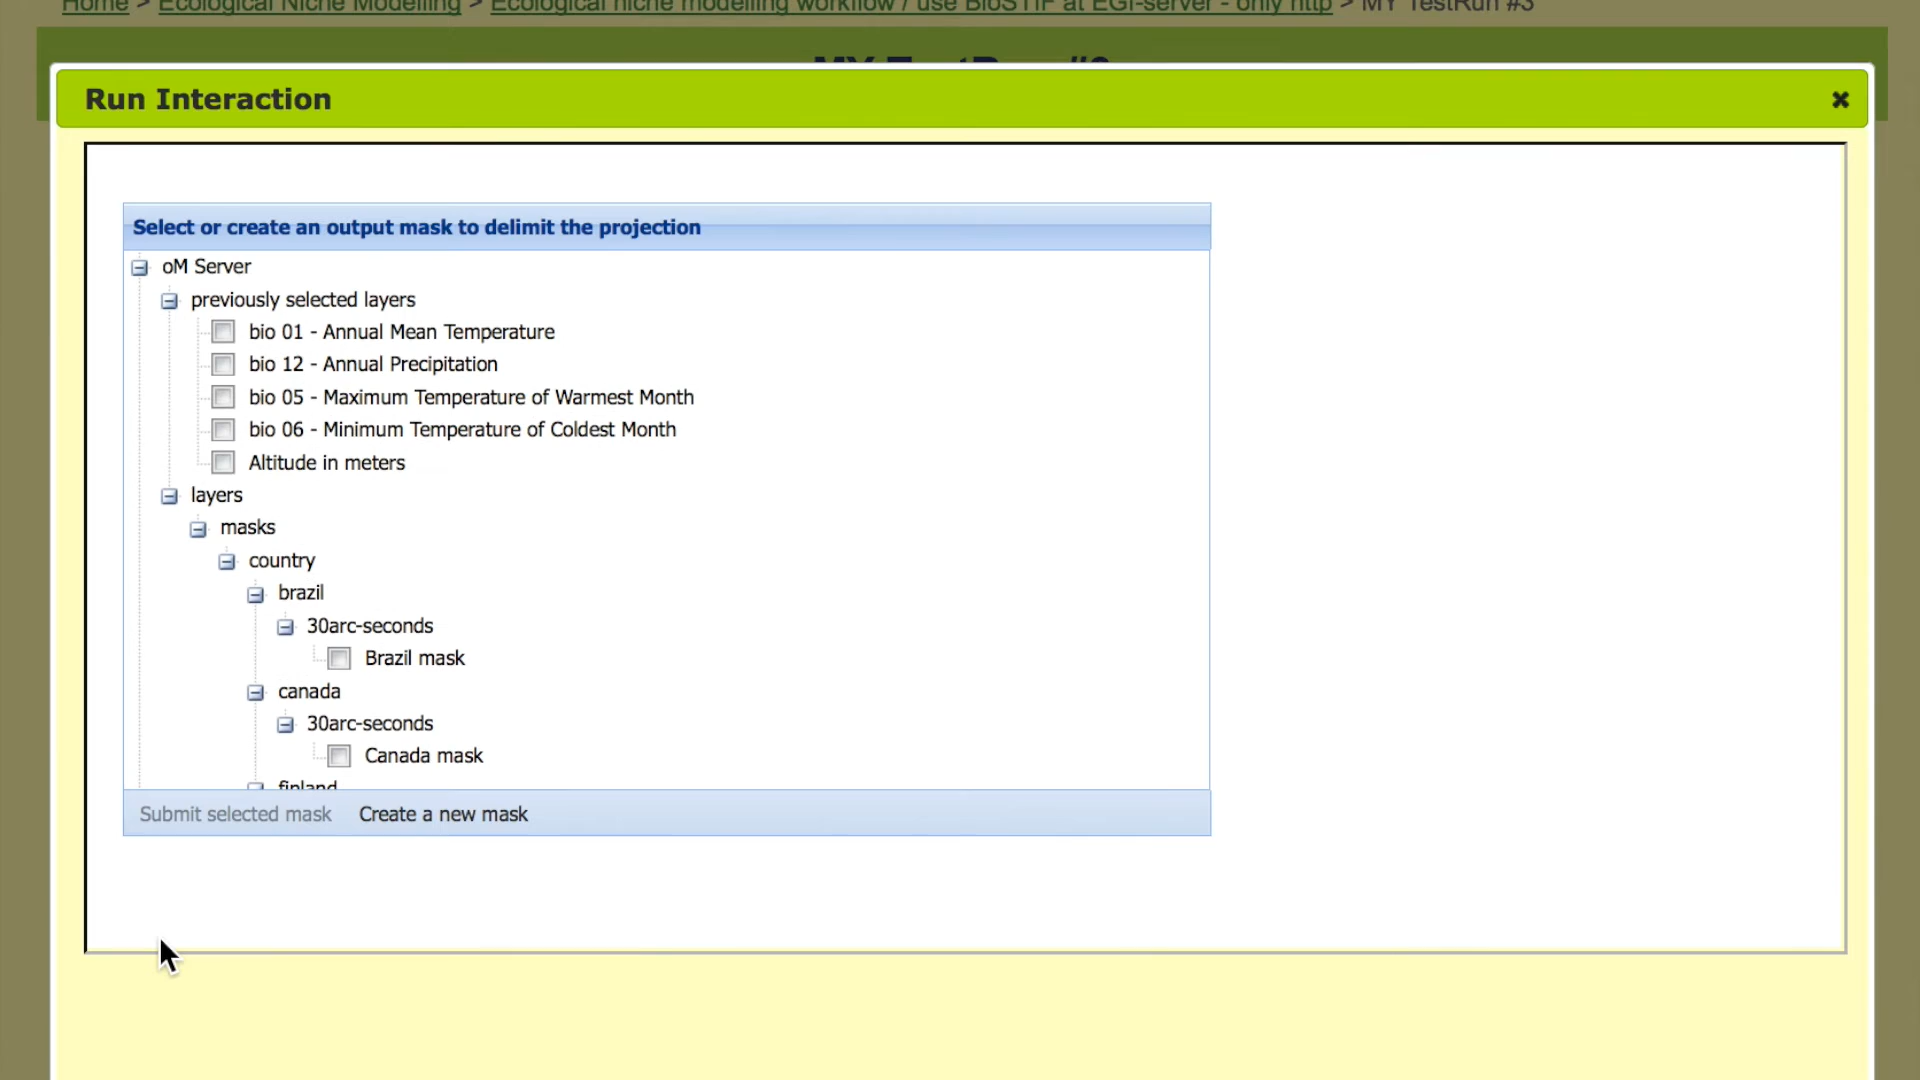 Home > Ecological Niche Modelling > Ecological niche modelling workflow / use BioSTIF at EGI-server - only http > MY TestRun #3
Run Interaction
Select or create an output mask to delimit the projection
oM Server
previously selected layers
bio 01 - Annual Mean Temperature
bio 12 - Annual Precipitation
bio 05 - Maximum Temperature of Warmest Month
bio 06 - Minimum Temperature of Coldest Month
Altitude in meters
layers
masks
country
brazil
30arc-seconds
Brazil mask
canada
30arc-seconds
Canada mask
finland
Submit selected mask Create a new mask